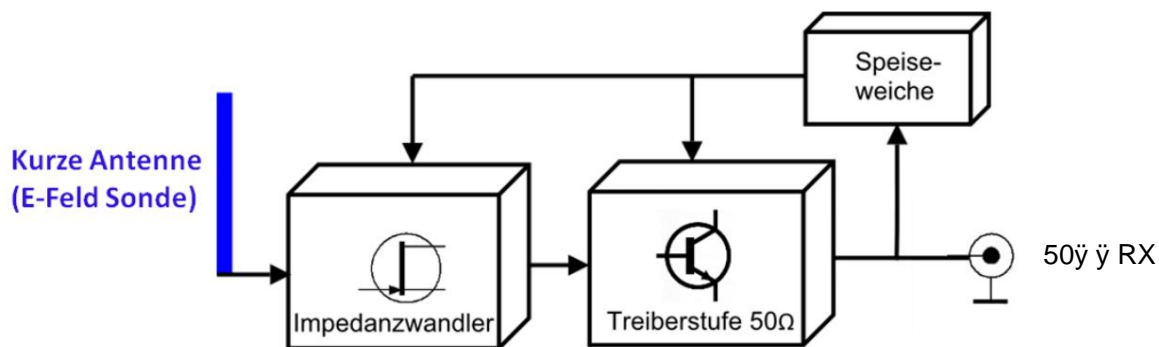 Speise-
weiche
Kurze Antenne
(E-Feld Sonde)
50ÿ ÿ RX
Impedanzwandler
Treiberstufe 50Ω